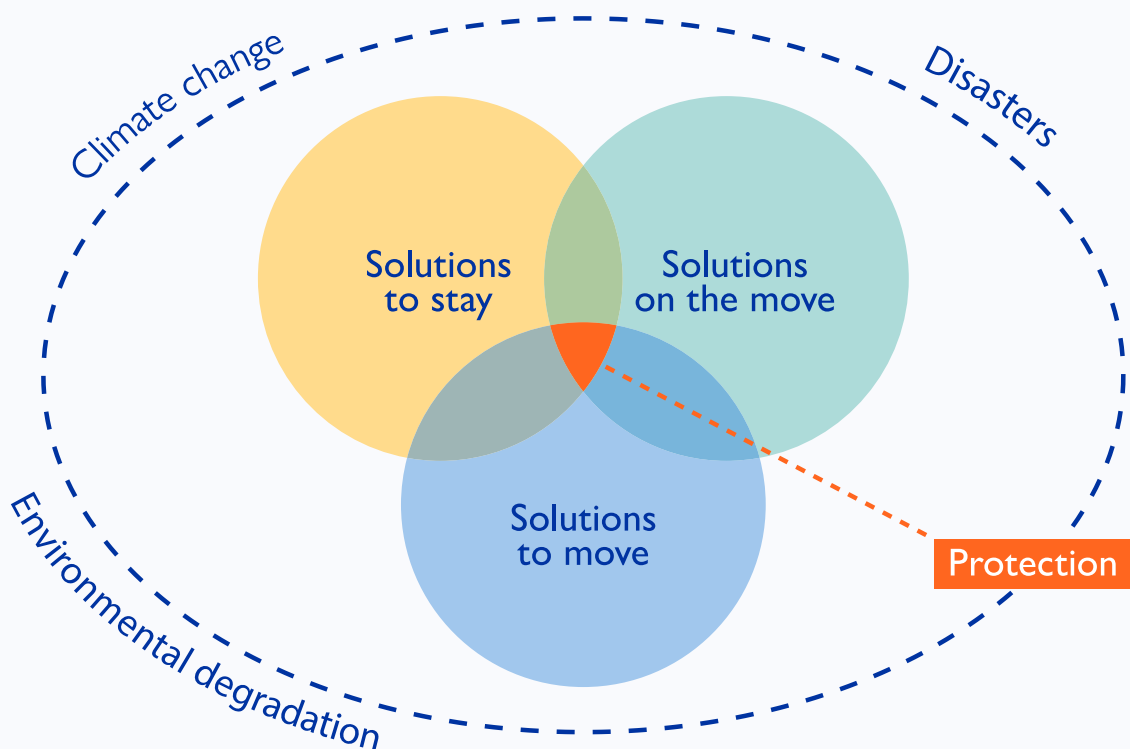 Climate change
Disasters
Solutions
to stay
Solutions
on the move
Solutions
to move
Protection
Environmental degradation